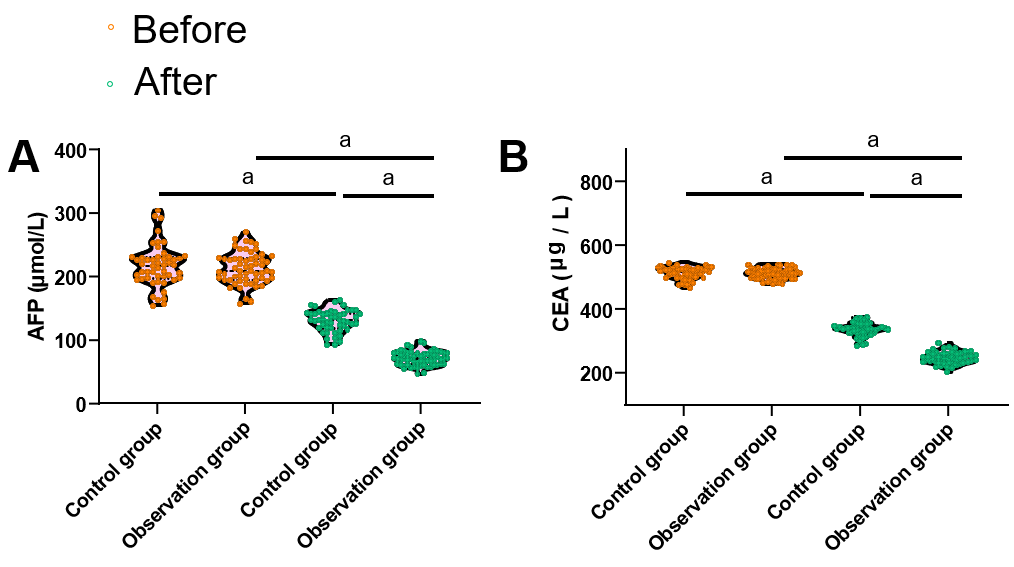 Before
After
A
AFP (μmol/L)
400
300
200
100
0
a
a
a
Control group
Observation group
Control group
Observation group
B
CEA (μg / L)
800
600
400
200
a
a
a
Control group
Observation group
Control group
Observation group